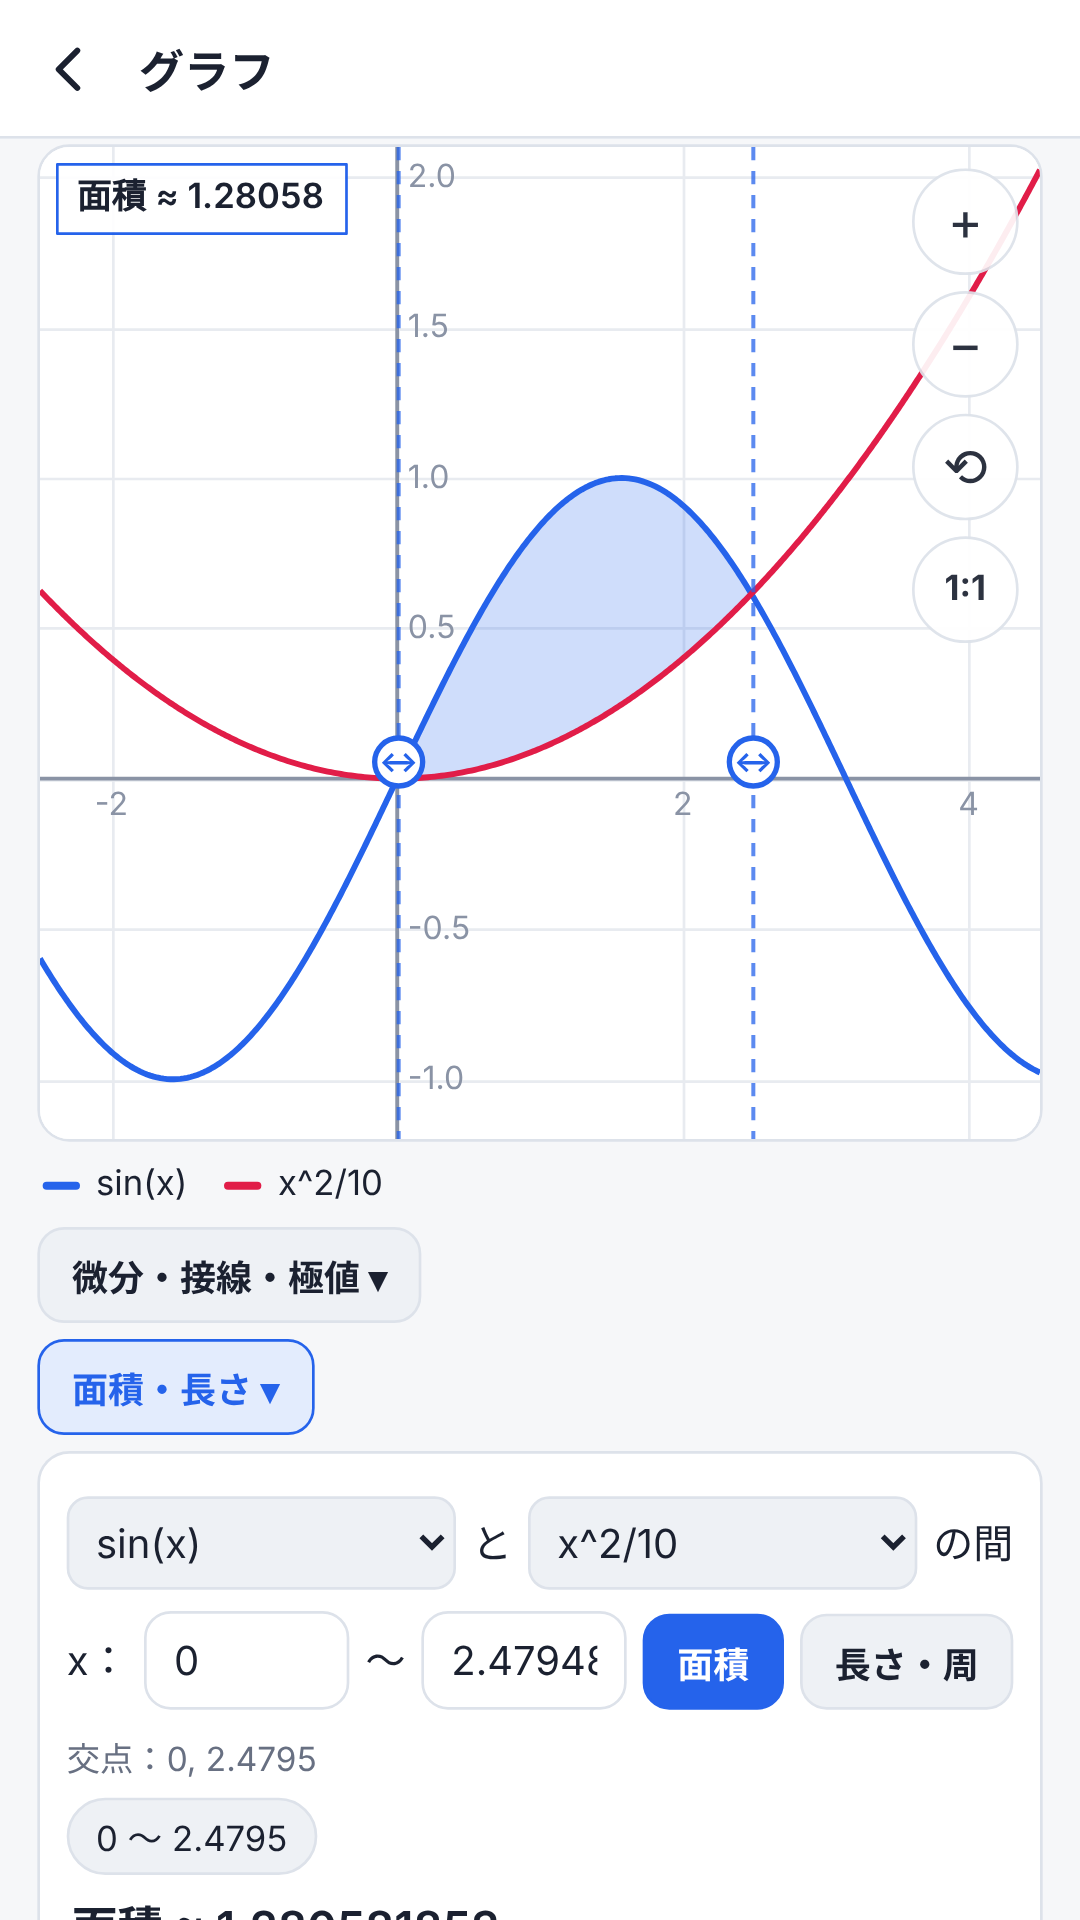 グラフ
面積 ≈ 1.28058
2.0
+
1.5
−
1.0
⟲
1:1
0.5
-2
2
4
-0.5
-1.0
sin(x) x^2/10
微分・接線・極値 ▾
面積・長さ ▾
sin(x) と x^2/10 の間
x： 0 〜 2.47948 面積 長さ・周
交点：0, 2.4795
0 〜 2.4795